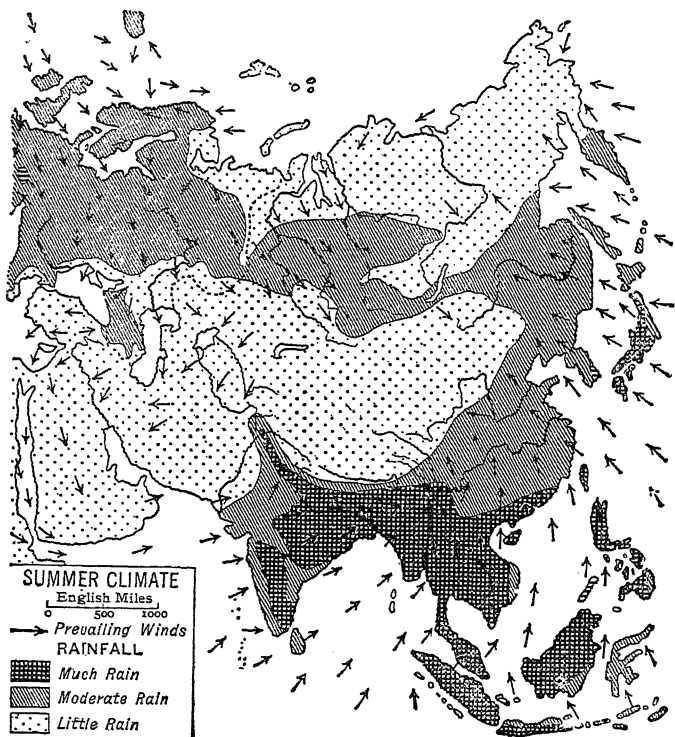 SUMMER CLIMATE
English Miles
0 500 1000
Prevailing Winds
RAINFALL
Much Rain
Moderate Rain
Little Rain